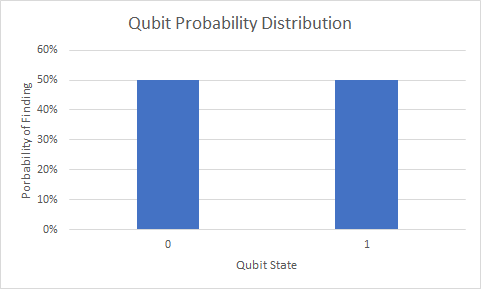 Qubit Probability Distribution
60%
50%
40%
30%
20%
10%
0%
Porbability of Finding
0 1
Qubit State